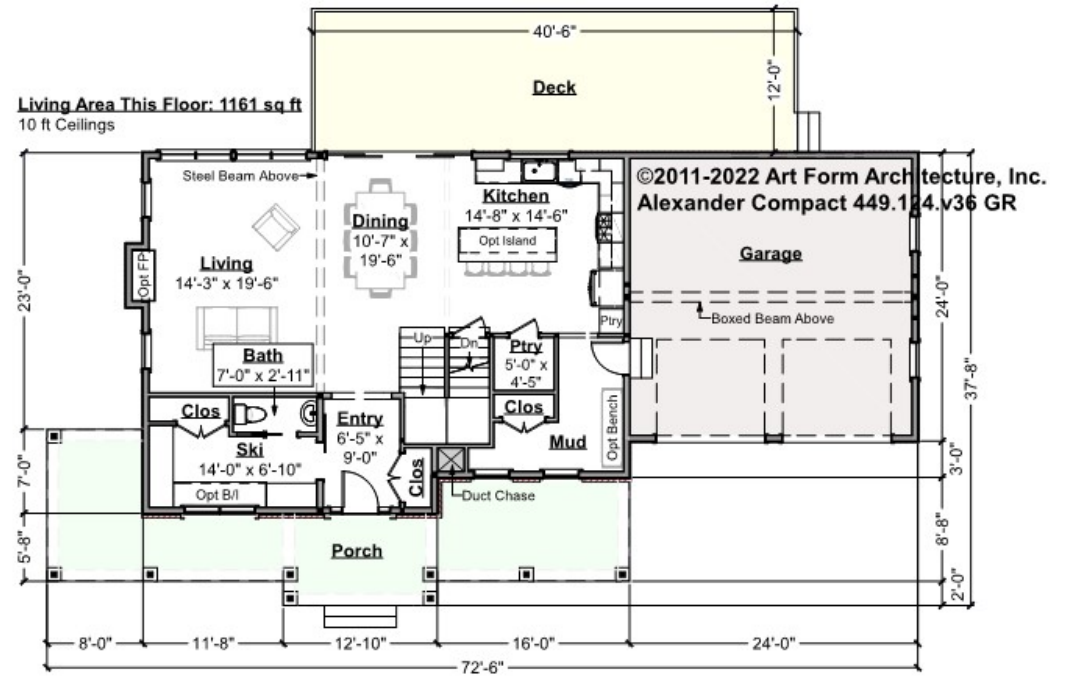 40'-6"
Deck
12'-0"
Living Area This Floor: 1161 sq ft
10 ft Ceilings
Steel Beam Above
©2011-2022 Art Form Architecture, Inc.
Alexander Compact 449.124.v36 GR
Kitchen
14'-8" x 14'-6"
Opt Island
Dining
10'-7" x
19'-6"
Living
14'-3" x 19'-6"
Opt FP
Garage
Boxed Beam Above
23'-0"
24'-0"
37'-8"
Ptry
Up
Dn
Ptry
5'-0" x
4'-5"
Bath
7'-0" x 2'-11"
Clos
Entry
6'-5" x
9'-0"
Clos
Mud
Opt Bench
Ski
14'-0" x 6'-10"
Opt B/I
Clos
Duct Chase
7'-0"
3'-0"
5'-8"
8'-8"
Porch
2'-0"
8'-0"
11'-8"
12'-10"
16'-0"
24'-0"
72'-6"